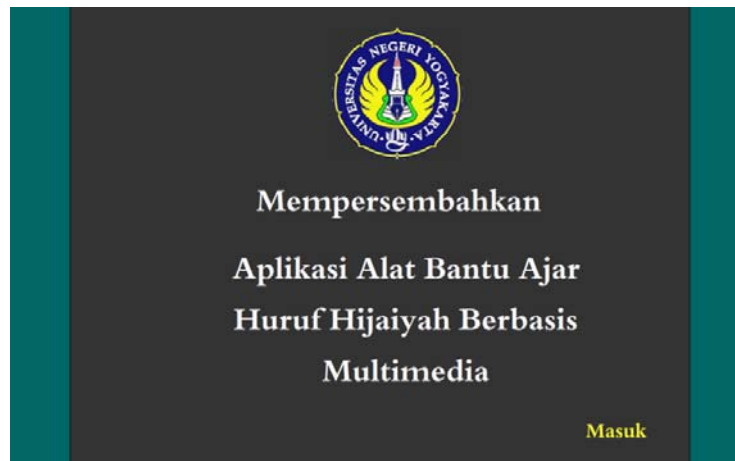 UNIVERSITAS NEGERI YOGYAKARTA
Mempersembahkan
Aplikasi Alat Bantu Ajar
Huruf Hijaiyah Berbasis
Multimedia
Masuk